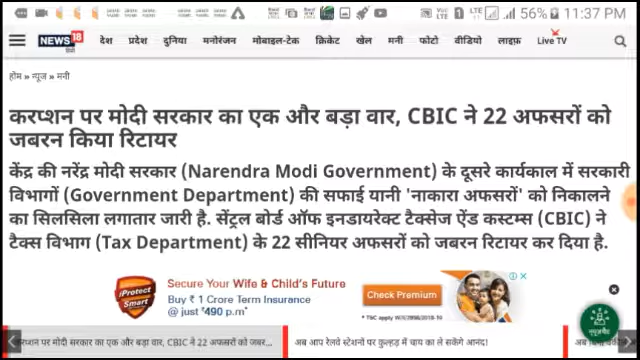 56% 11:37 PM
NEWS18 देश प्रदेश दुनिया मनोरंजन मोबाइल-टेक क्रिकेट खेल मनी फोटो वीडियो लाइफ़ Live TV
होम » न्यूज » मनी
करप्शन पर मोदी सरकार का एक और बड़ा वार, CBIC ने 22 अफसरों को
जबरन किया रिटायर
केंद्र की नरेंद्र मोदी सरकार (Narendra Modi Government) के दूसरे कार्यकाल में सरकारी
विभागों (Government Department) की सफाई यानी 'नाकारा अफसरों' को निकालने
का सिलसिला लगातार जारी है. सेंट्रल बोर्ड ऑफ इनडायरेक्ट टैक्सेज ऐंड कस्टम्स (CBIC) ने
टैक्स विभाग (Tax Department) के 22 सीनियर अफसरों को जबरन रिटायर कर दिया है.
iProtect Smart
Secure Your Wife & Child's Future
Buy ₹ 1 Crore Term Insurance
@ just ₹490 p.m*
Check Premium
करप्शन पर मोदी सरकार का एक और बड़ा वार, CBIC ने 22 अफसरों को जबर...
अब आप रेलवे स्टेशनों पर कुल्हड़ में चाय का ले सकेंगे आनंद!